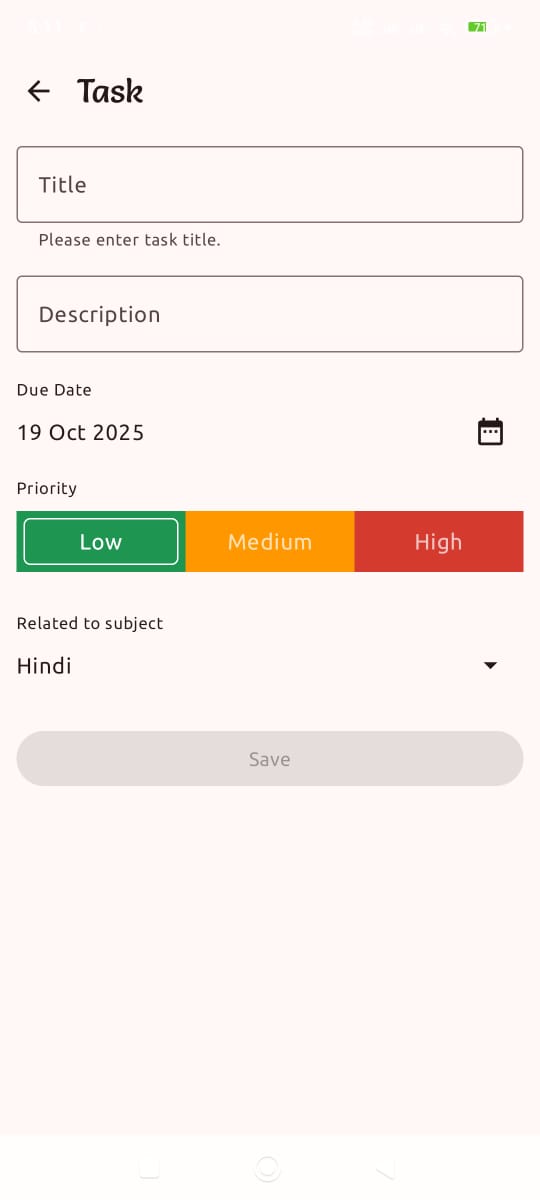 71
Task
Title
Please enter task title.
Description
Due Date
19 Oct 2025
Priority
Low Medium High
Related to subject
Hindi
Save